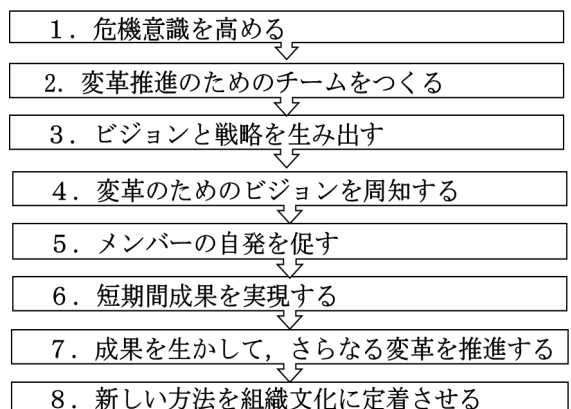 １．危機意識を高める
2．変革推進のためのチームをつくる
３．ビジョンと戦略を生み出す
４．変革のためのビジョンを周知する
５．メンバーの自発を促す
６．短期間成果を実現する
７．成果を生かして，さらなる変革を推進する
８．新しい方法を組織文化に定着させる